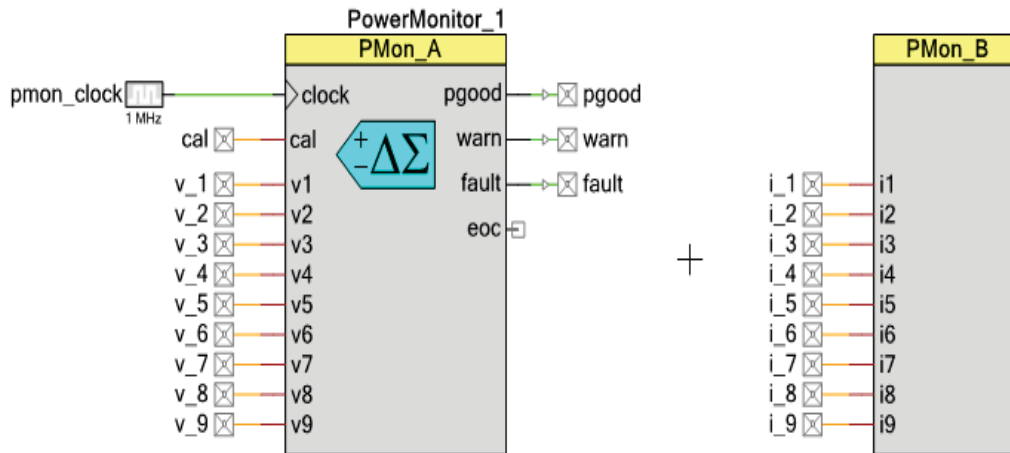 PowerMonitor_1
PMon_A
pmon_clock
1 MHz
clock
cal cal
v_1 v1
v_2 v2
v_3 v3
v_4 v4
v_5 v5
v_6 v6
v_7 v7
v_8 v8
v_9 v9
+
−
ΔΣ
pgood pgood
warn warn
fault fault
eoc
PMon_B
i_1 i1
i_2 i2
i_3 i3
i_4 i4
i_5 i5
i_6 i6
i_7 i7
i_8 i8
i_9 i9